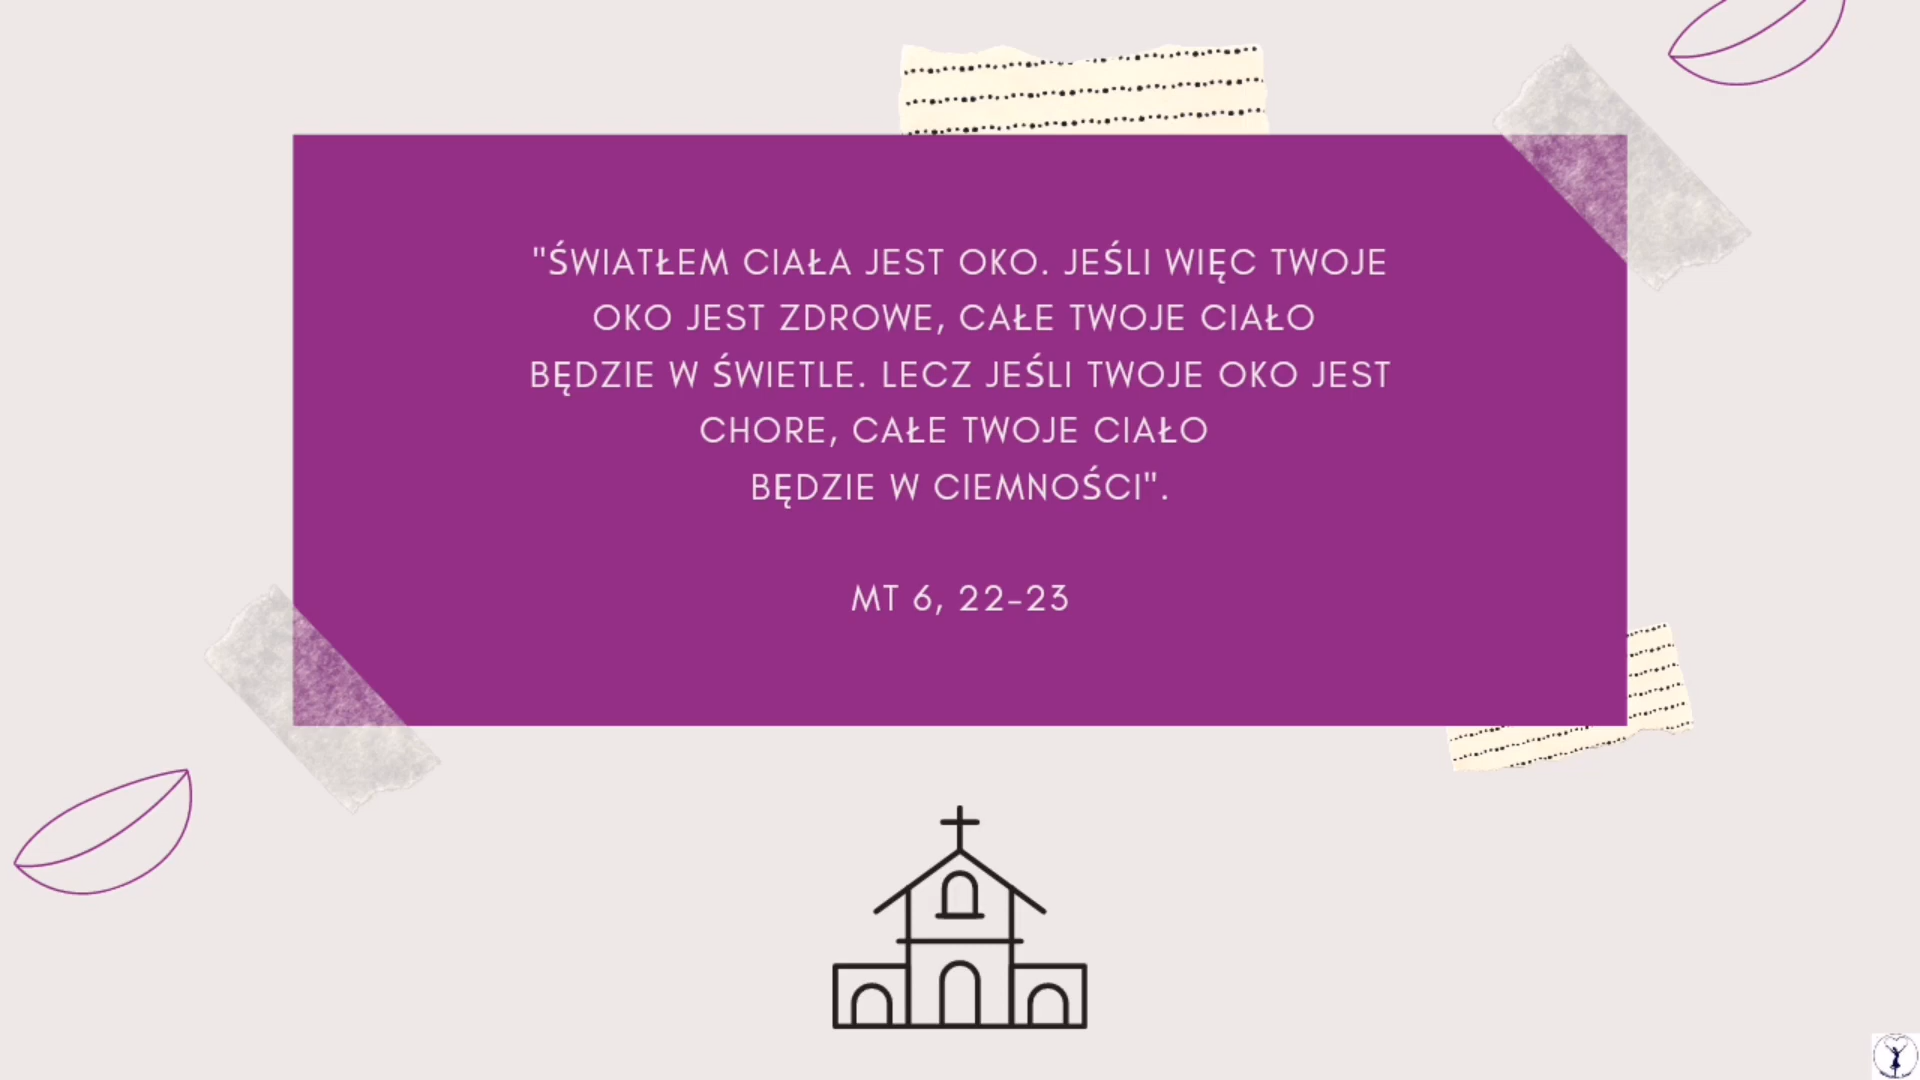 "ŚWIATŁEM CIAŁA JEST OKO. JEŚLI WIĘC TWOJE
OKO JEST ZDROWE, CAŁE TWOJE CIAŁO
BĘDZIE W ŚWIETLE. LECZ JEŚLI TWOJE OKO JEST
CHORE, CAŁE TWOJE CIAŁO
BĘDZIE W CIEMNOŚCI".
MT 6, 22-23